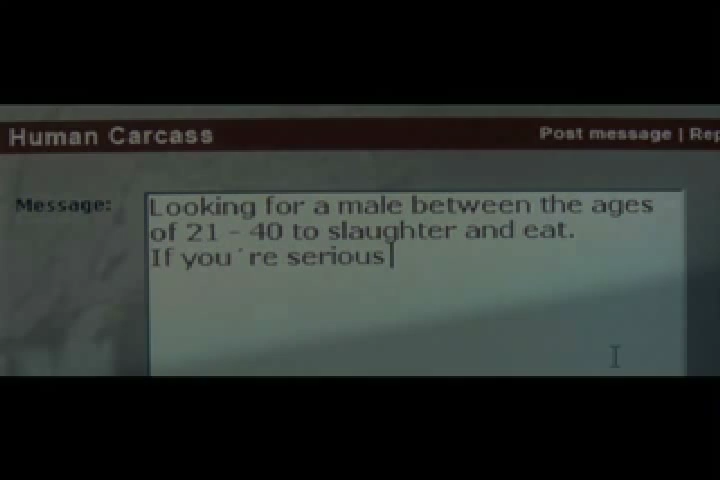 Human Carcass Post message | Rep
Message:
Looking for a male between the ages
of 21 - 40 to slaughter and eat.
If you´re serious